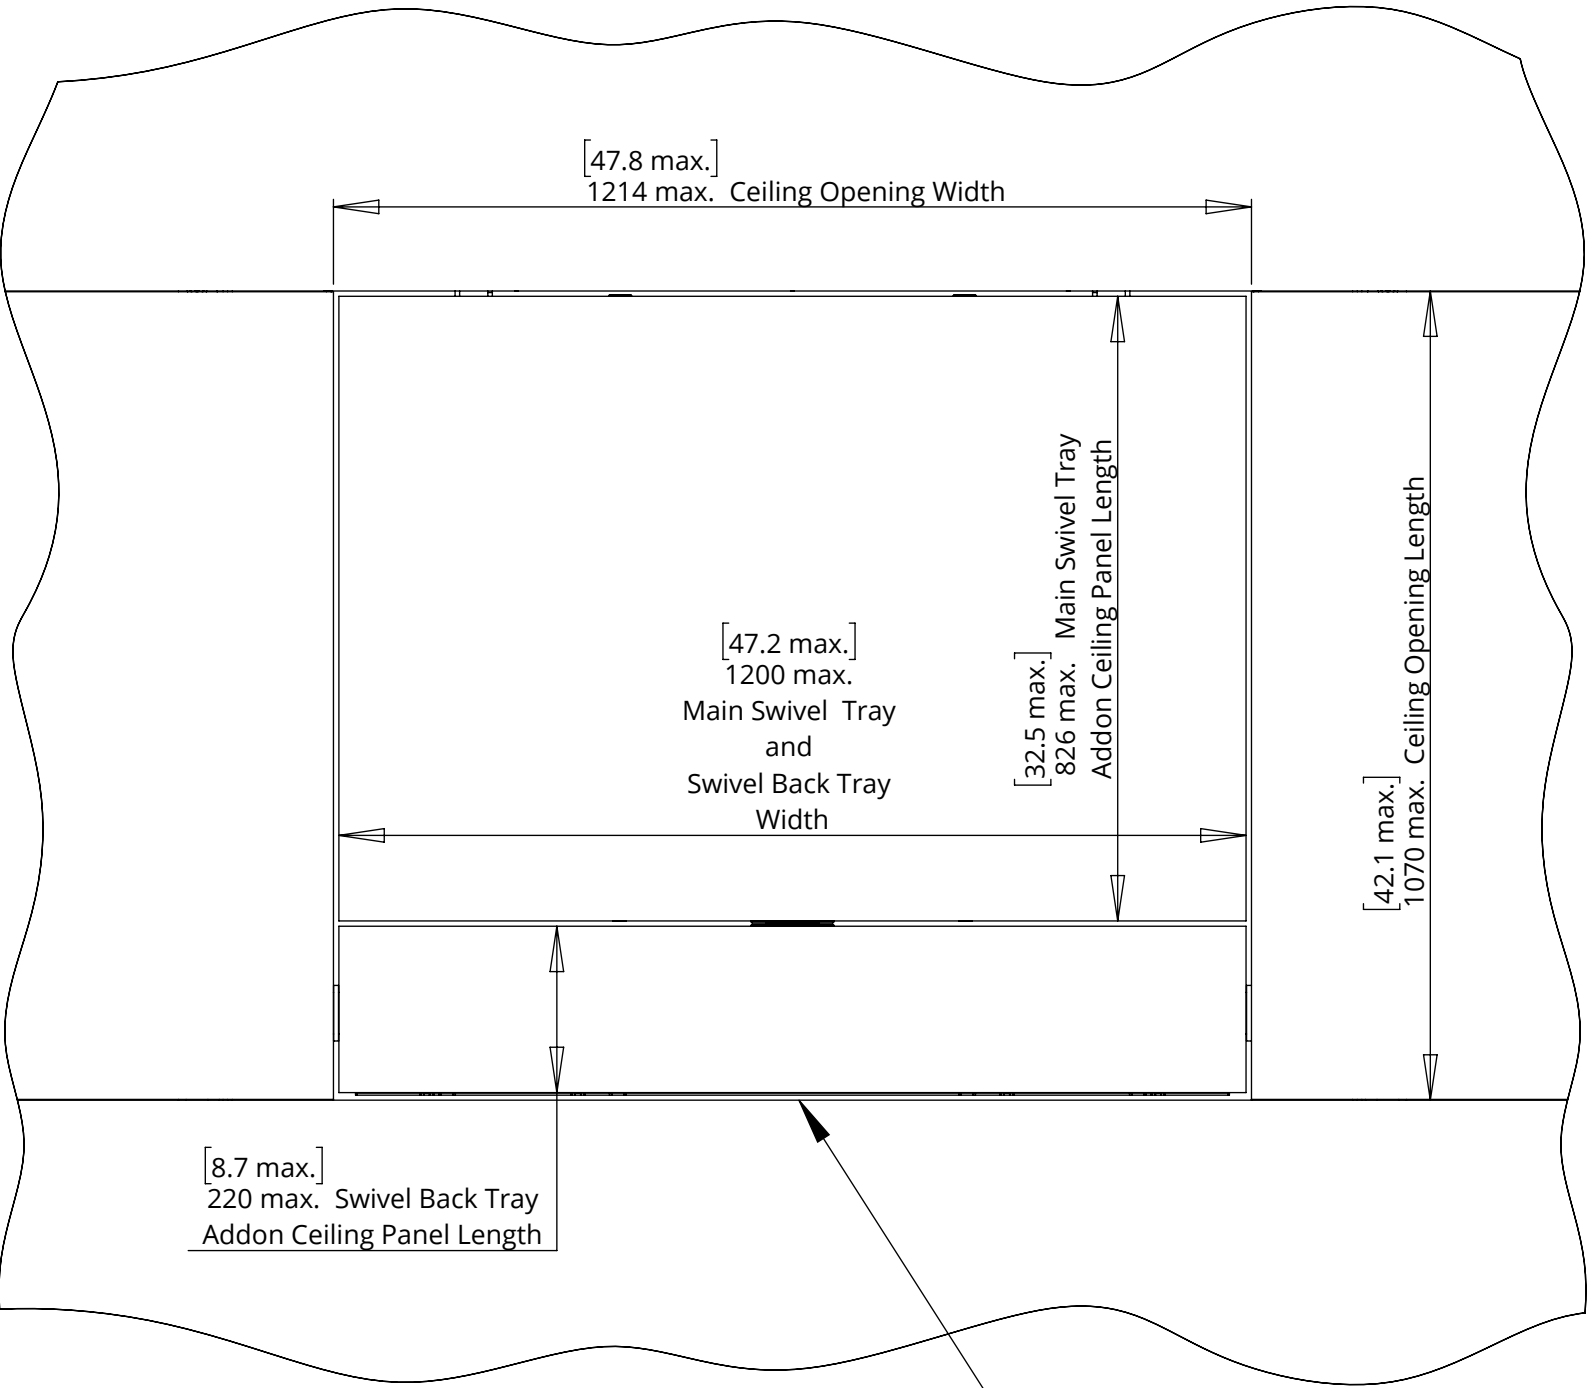 [47.8 max.]
1214 max. Ceiling Opening Width
[47.2 max.]
1200 max.
Main Swivel Tray
and
Swivel Back Tray
Width
[32.5 max.]
826 max. Main Swivel Tray
Addon Ceiling Panel Length
[42.1 max.]
1070 max. Ceiling Opening Length
[8.7 max.]
220 max. Swivel Back Tray
Addon Ceiling Panel Length